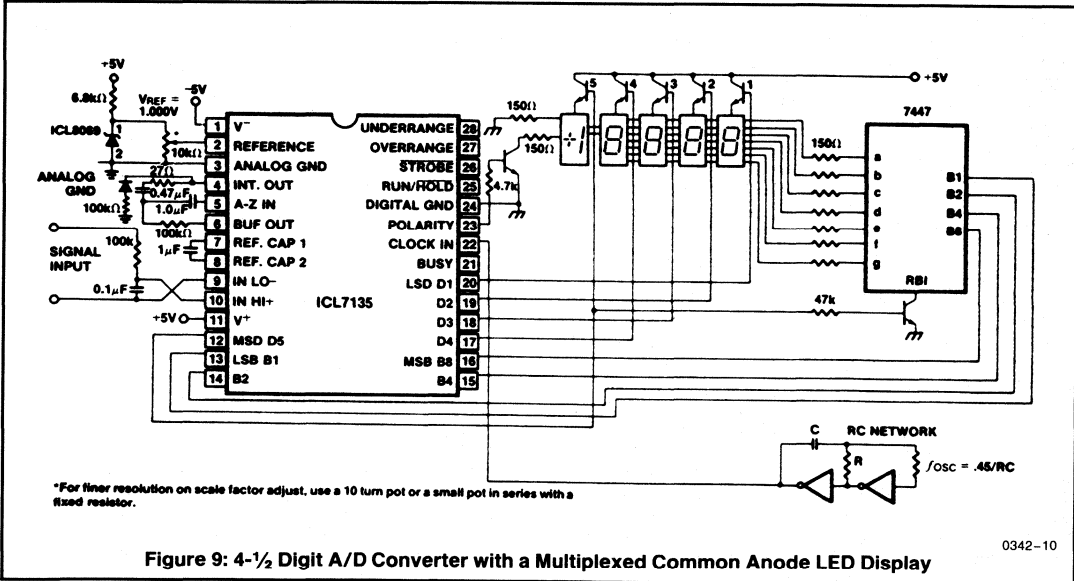 +5V
-5V
6.8kΩ
VREF =
1.000V
ICL8069
1
2
*
10kΩ
ANALOG
GND
27Ω
0.47μF
1.0μF
100kΩ
100kΩ
100k
SIGNAL
INPUT
0.1μF
1μF
+5V
1 V−
2 REFERENCE
3 ANALOG GND
4 INT. OUT
5 A-Z IN
6 BUF OUT
7 REF. CAP 1
8 REF. CAP 2
9 IN LO-
10 IN HI+
11 V+
12 MSD D5
13 LSB B1
14 B2
ICL7135
UNDERRANGE 28
OVERRANGE 27
STROBE 26
RUN/HOLD 25
DIGITAL GND 24
POLARITY 23
CLOCK IN 22
BUSY 21
LSD D1 20
D2 19
D3 18
D4 17
MSB B8 16
B4 15
150Ω
150Ω
4.7k
5
4
3
2
1
+5V
150Ω
47k
7447
a
b
c
d
e
f
g
B1
B2
B4
RBI
C
RC NETWORK
R
fOSC = .45/RC
*For finer resolution on scale factor adjust, use a 10 turn pot or a small pot in series with a
fixed resistor.
0342-10
Figure 9: 4-½ Digit A/D Converter with a Multiplexed Common Anode LED Display